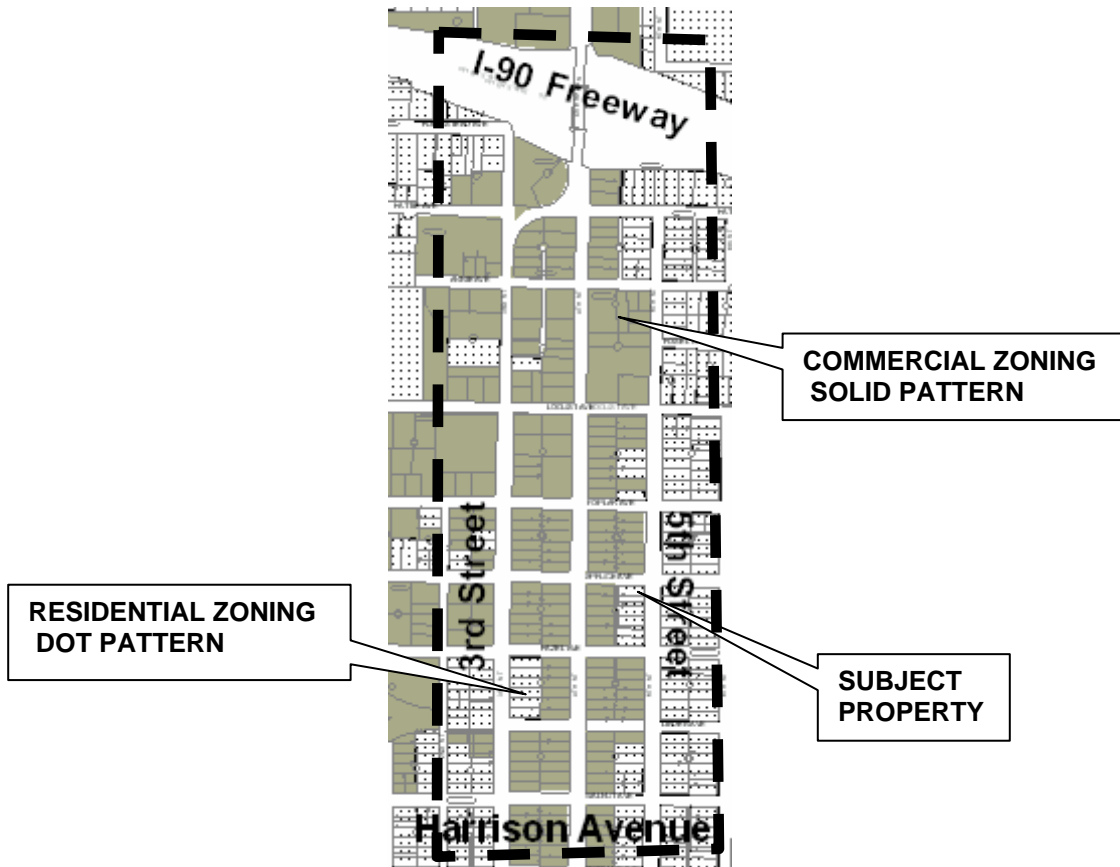 I-90 Freeway
COMMERCIAL ZONING
SOLID PATTERN
3rd Street
5th Street
RESIDENTIAL ZONING
DOT PATTERN
SUBJECT
PROPERTY
Harrison Avenue